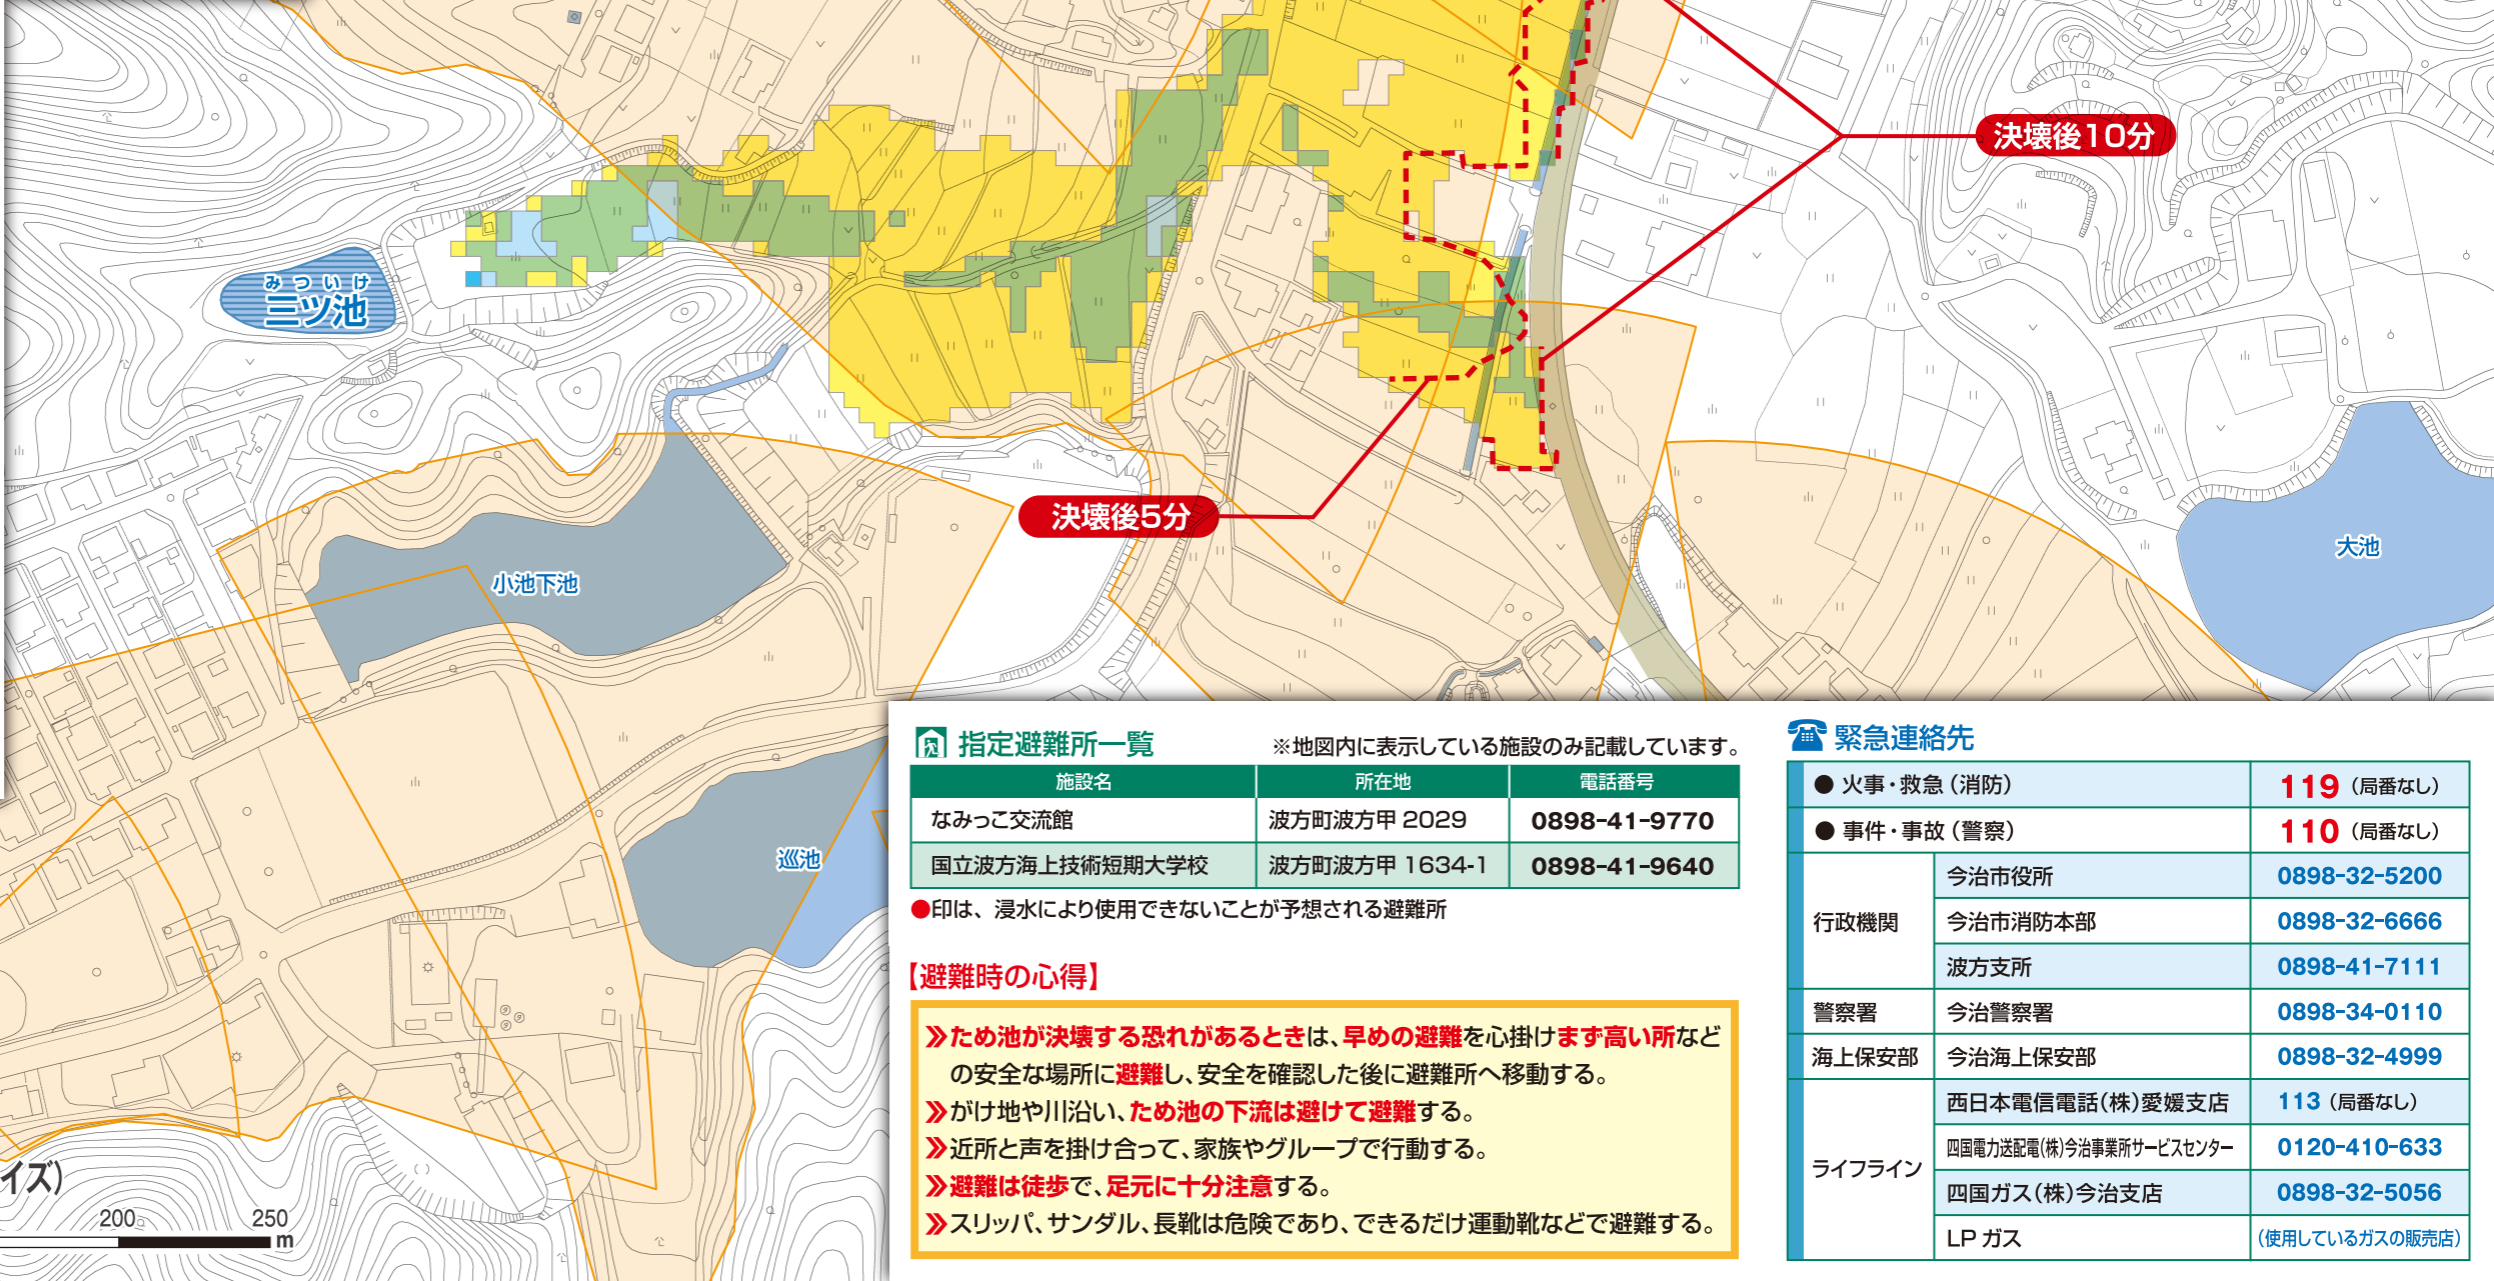 決壊後10分
みついけ
三ツ池
決壊後5分
大池
小池下池
巡池
イズ)
200 250
m
指定避難所一覧 ※地図内に表示している施設のみ記載しています。
施設名 所在地 電話番号
なみっこ交流館 波方町波方甲 2029 0898-41-9770
国立波方海上技術短期大学校 波方町波方甲 1634-1 0898-41-9640
●印は、浸水により使用できないことが予想される避難所
【避難時の心得】
≫ため池が決壊する恐れがあるときは、早めの避難を心掛けまず高い所など
の安全な場所に避難し、安全を確認した後に避難所へ移動する。
≫がけ地や川沿い、ため池の下流は避けて避難する。
≫近所と声を掛け合って、家族やグループで行動する。
≫避難は徒歩で、足元に十分注意する。
≫スリッパ、サンダル、長靴は危険であり、できるだけ運動靴などで避難する。
緊急連絡先
● 火事・救急(消防) 119(局番なし)
● 事件・事故(警察) 110(局番なし)
行政機関 今治市役所 0898-32-5200
今治市消防本部 0898-32-6666
波方支所 0898-41-7111
警察署 今治警察署 0898-34-0110
海上保安部 今治海上保安部 0898-32-4999
ライフライン 西日本電信電話(株)愛媛支店 113(局番なし)
四国電力送配電(株)今治事業所サービスセンター 0120-410-633
四国ガス(株)今治支店 0898-32-5056
LP ガス (使用しているガスの販売店)